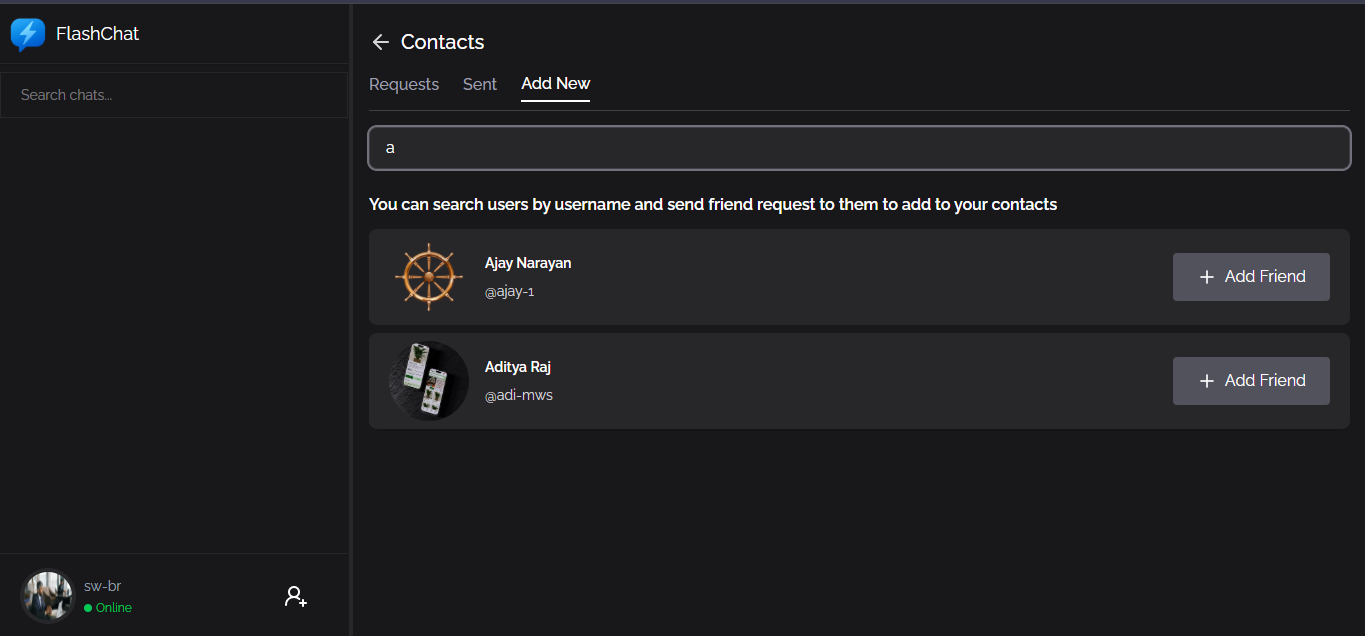 FlashChat
Search chats...
sw-br
Online
Contacts
Requests Sent Add New
a
You can search users by username and send friend request to them to add to your contacts
Ajay Narayan
@ajay-1
Add Friend
Aditya Raj
@adi-mws
Add Friend